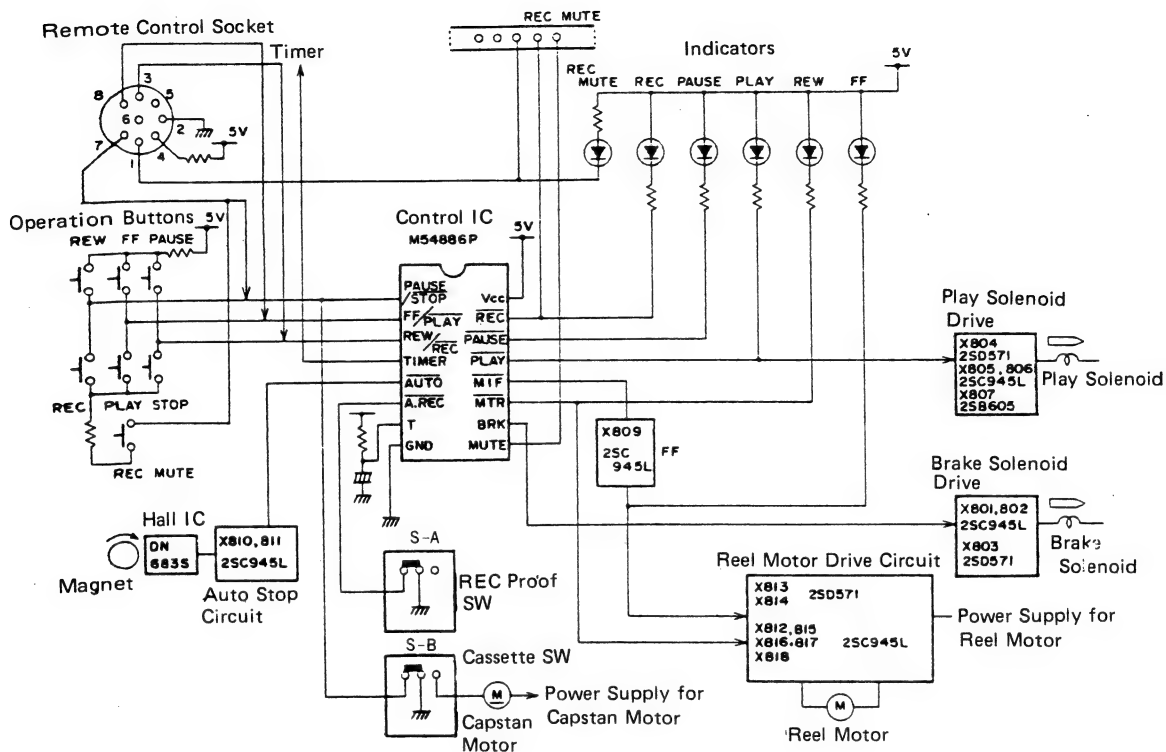 Remote Control Socket
Timer
REC MUTE
Indicators
5V
REC MUTE
REC
PAUSE
PLAY
REW
FF
8
3
5
6
2
7
1
4
5V
Operation Buttons
5V
REW FF PAUSE
REC PLAY STOP
REC MUTE
Control IC
M54886P
5V
PAUSE
/STOP
FF/PLAY
REW/REC
TIMER
AUTO
A.REC
T
GND
Vcc
REC
PAUSE
PLAY
MIF
MTR
BRK
MUTE
Play Solenoid
Drive
X804
2SD571
X805, 806
2SC945L
X807
2SB605
Play Solenoid
X809
2SC
945L
FF
Brake Solenoid
Drive
X801,802
2SC945L
X803
2SD571
Brake
Solenoid
Hall IC
DN
6835
Magnet
X810, 811
2SC945L
Auto Stop
Circuit
S-A
REC Proof
SW
S-B
Cassette SW
M
Capstan
Motor
Power Supply for
Capstan Motor
Reel Motor Drive Circuit
X813
X814
2SD571
X812, 815
X816, 817
X818
2SC945L
Power Supply for
Reel Motor
M
Reel Motor